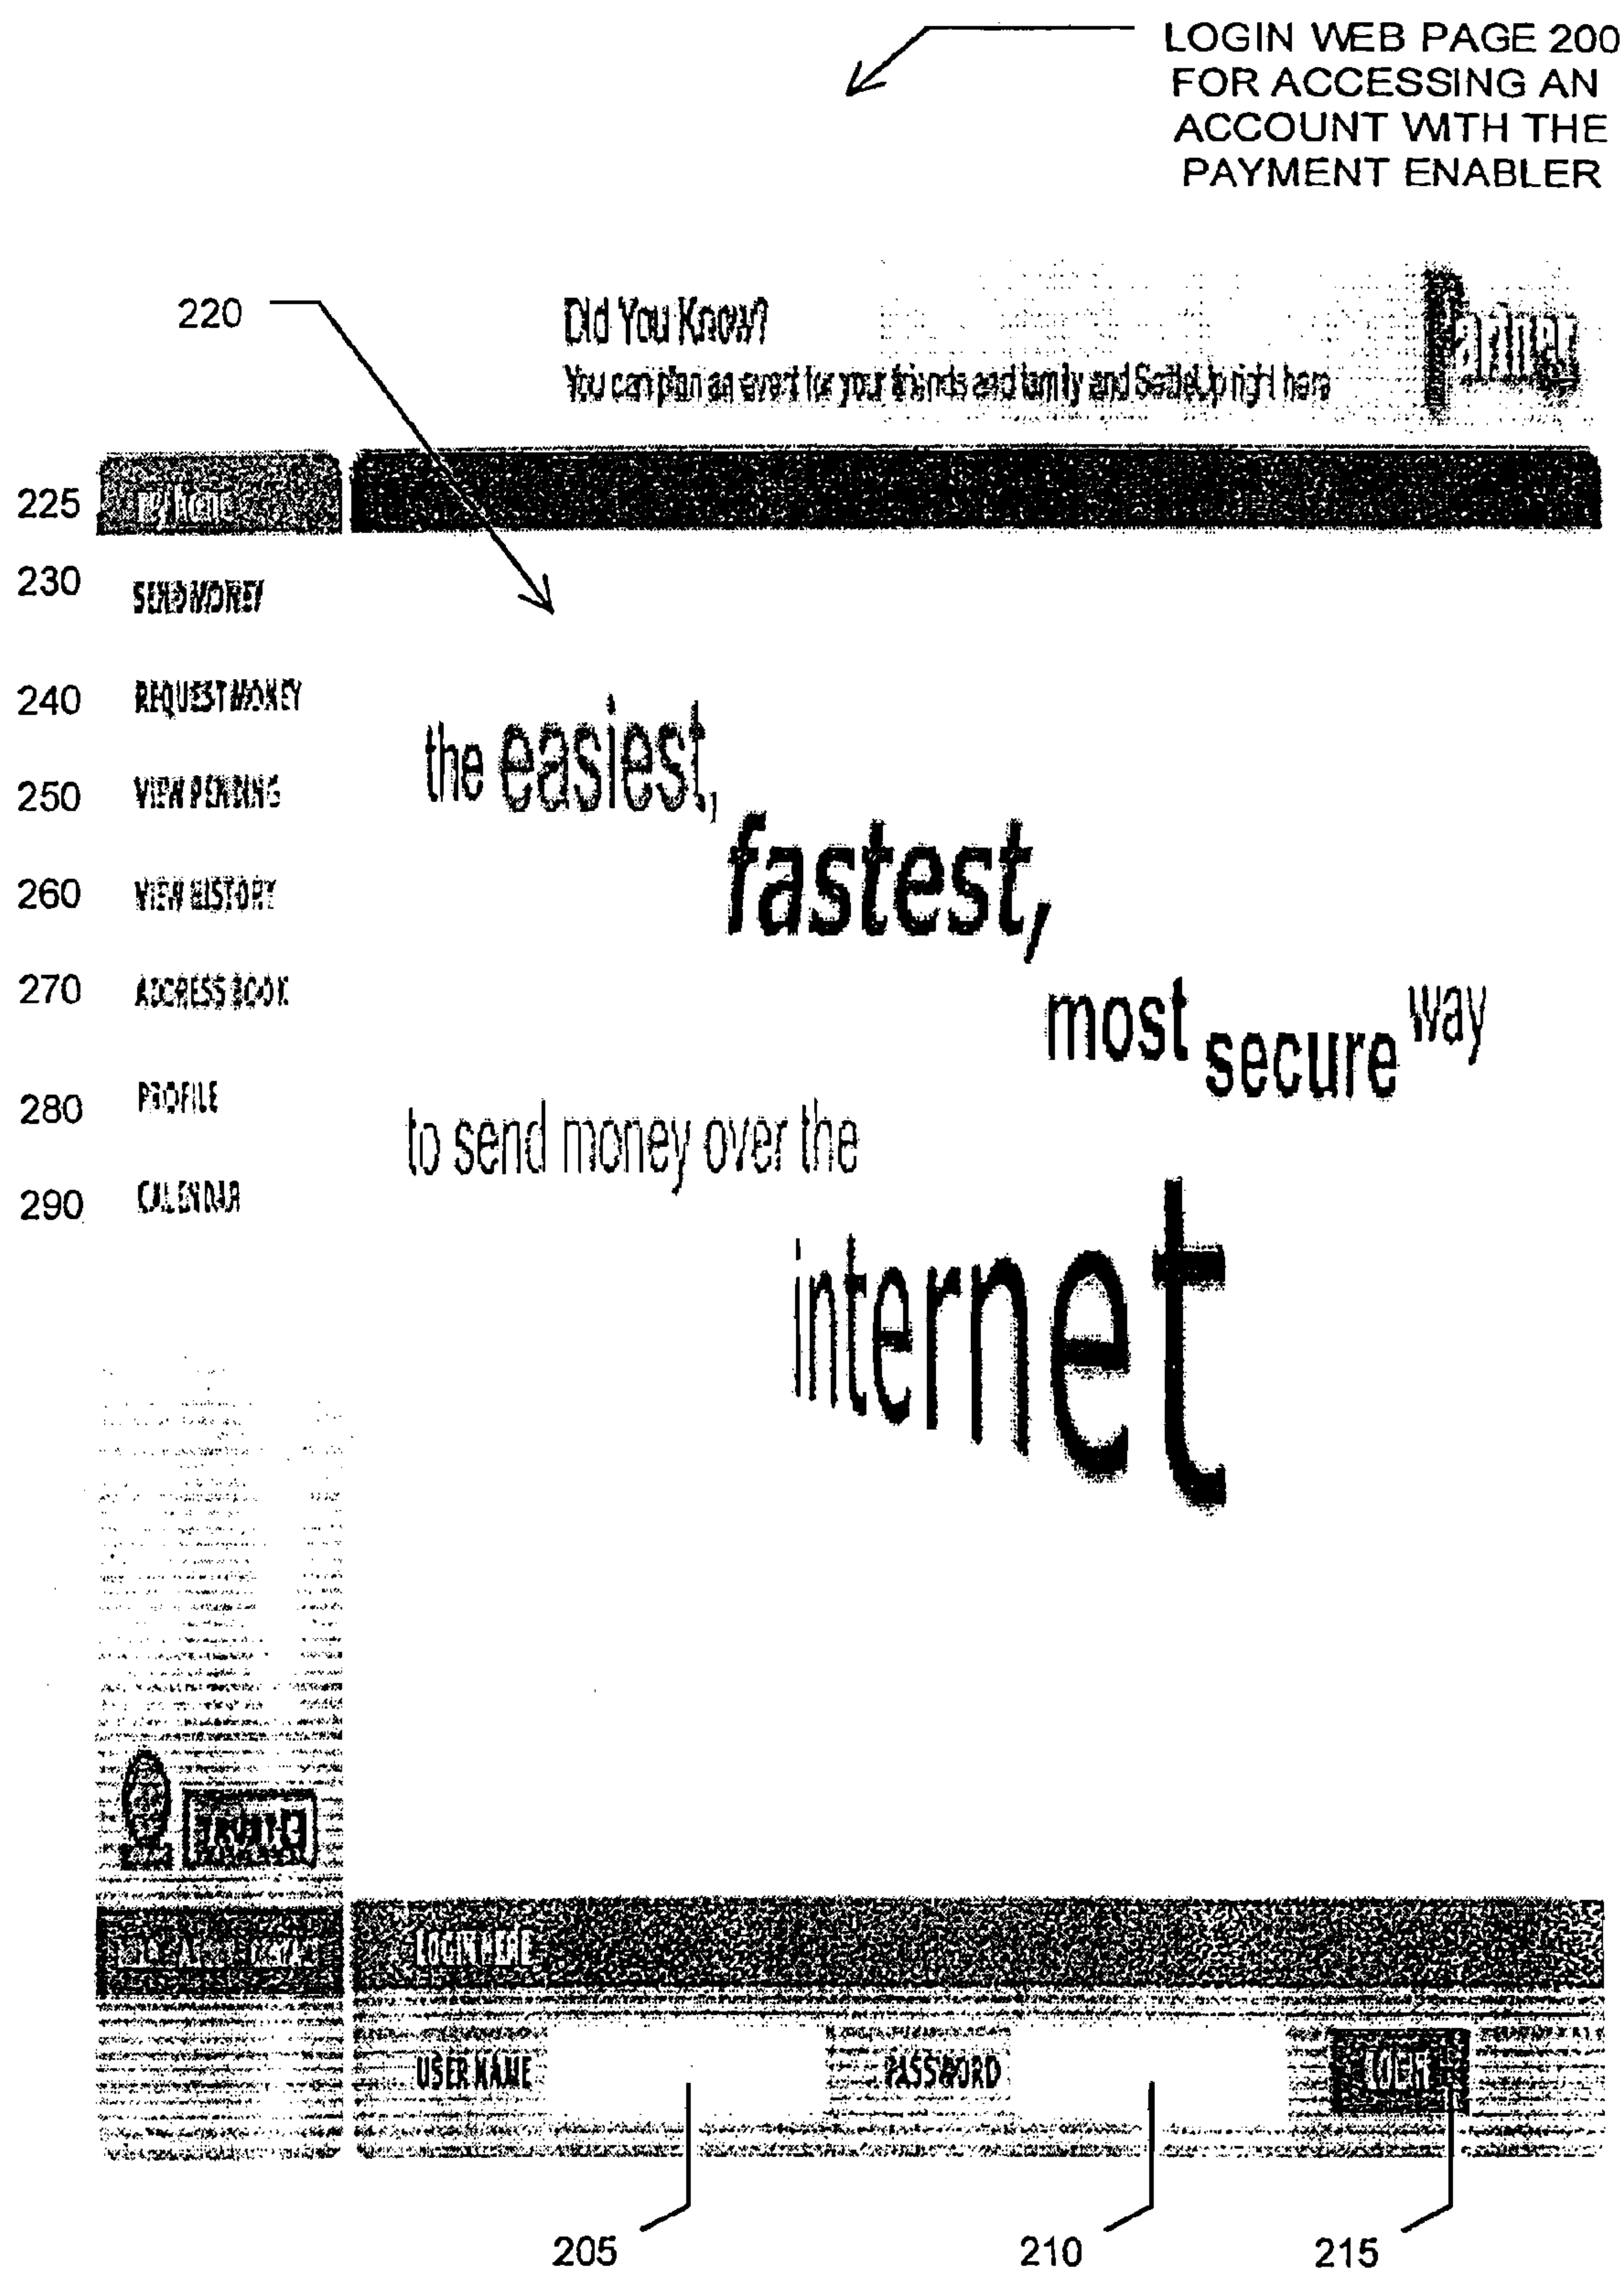 LOGIN WEB PAGE 200
FOR ACCESSING AN
ACCOUNT WITH THE
PAYMENT ENABLER
220
Did You Know?
You can plan an event for your friends and family and SettleUp right here
Partner
225 my home
230 SEND MONEY
240 REQUEST MONEY
250 VIEW PENDING
260 VIEW HISTORY
270 ADDRESS BOOK
280 PROFILE
290 CALENDAR
the easiest,
fastest,
most secure way
to send money over the
internet
LOGIN HERE
USER NAME PASSWORD LOGIN
205 210 215